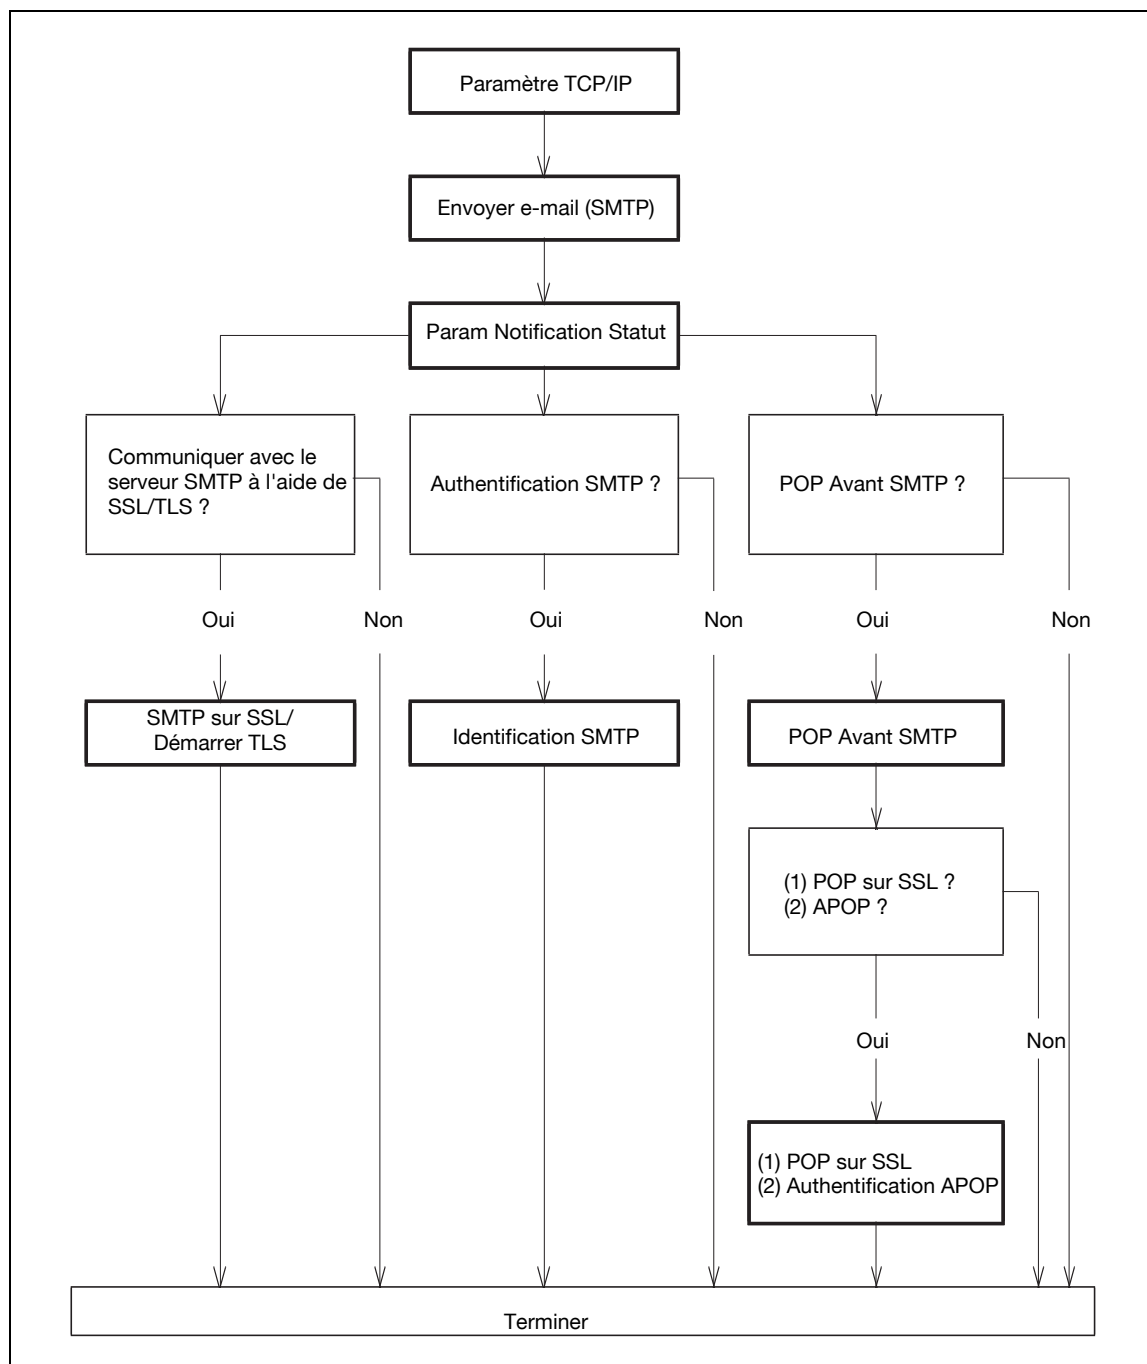 Paramètre TCP/IP
Envoyer e-mail (SMTP)
Param Notification Statut
Communiquer avec le
serveur SMTP à l'aide de
SSL/TLS ?
Authentification SMTP ?
POP Avant SMTP ?
Oui
Non
Oui
Non
Oui
Non
SMTP sur SSL/
Démarrer TLS
Identification SMTP
POP Avant SMTP
(1) POP sur SSL ?
(2) APOP ?
Oui
Non
(1) POP sur SSL
(2) Authentification APOP
Terminer